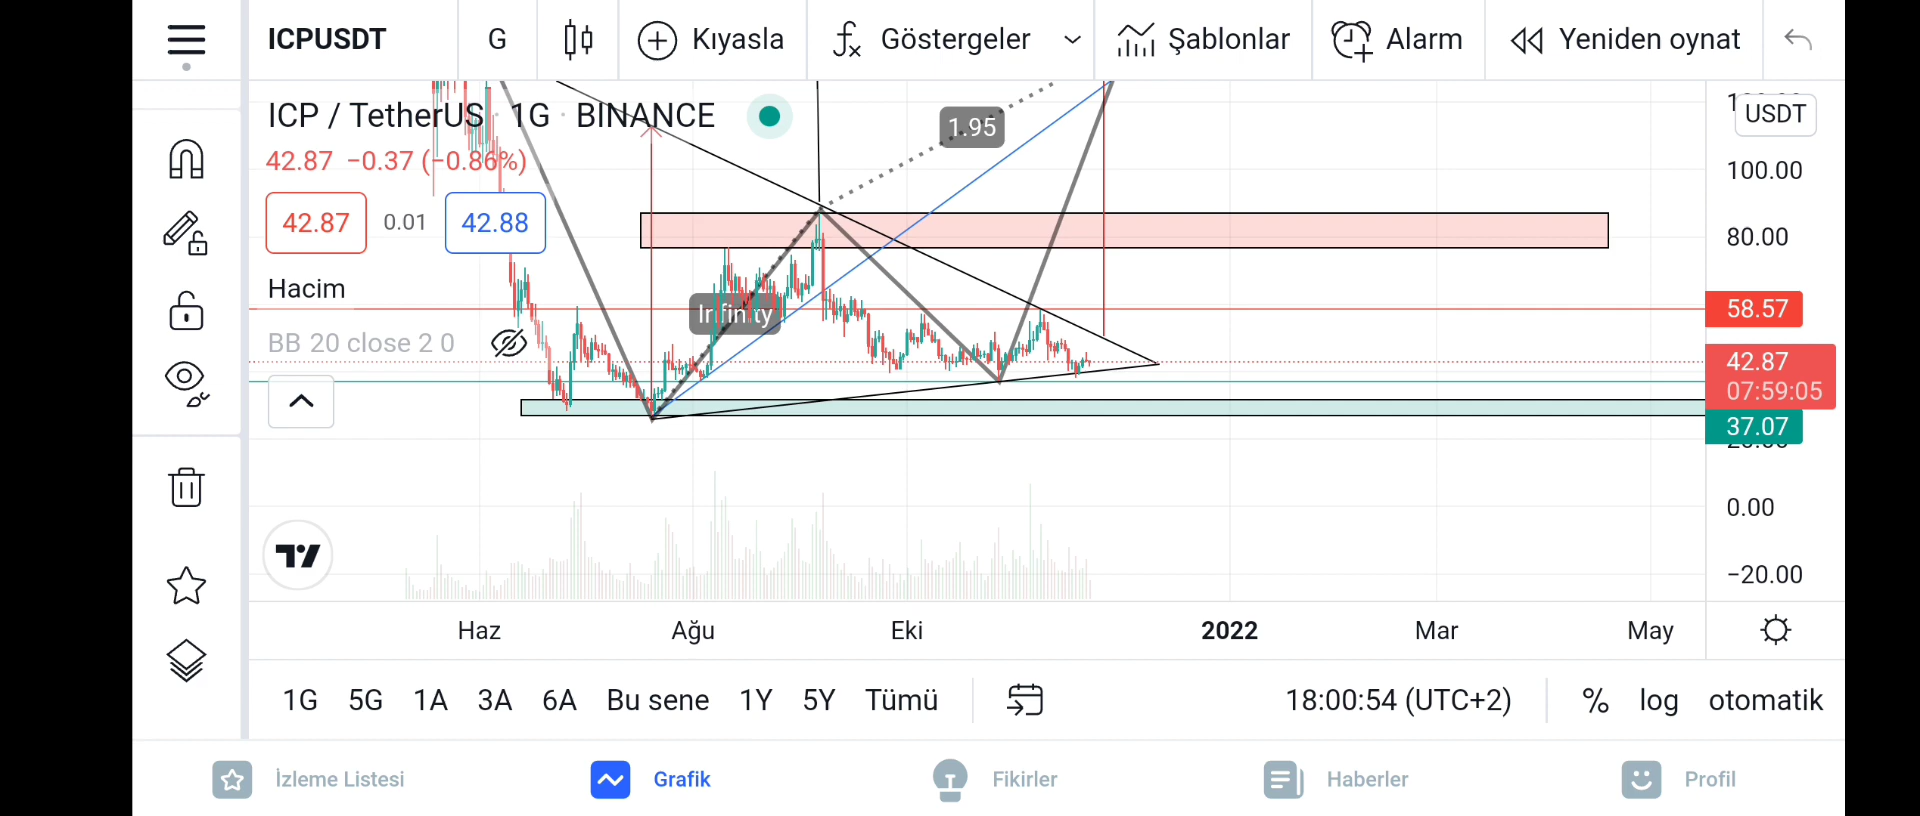 ICPUSDT G Kıyasla Göstergeler Şablonlar Alarm Yeniden oynat
ICP / TetherUS · 1G · BINANCE
42.87 −0.37 (−0.86%)
42.87 0.01 42.88
Hacim
BB 20 close 2 0
1.95
Infinity
USDT
100.00
80.00
58.57
42.87
07:59:05
37.07
0.00
−20.00
Haz Ağu Eki 2022 Mar May
1G 5G 1A 3A 6A Bu sene 1Y 5Y Tümü 18:00:54 (UTC+2) % log otomatik
İzleme Listesi Grafik Fikirler Haberler Profil